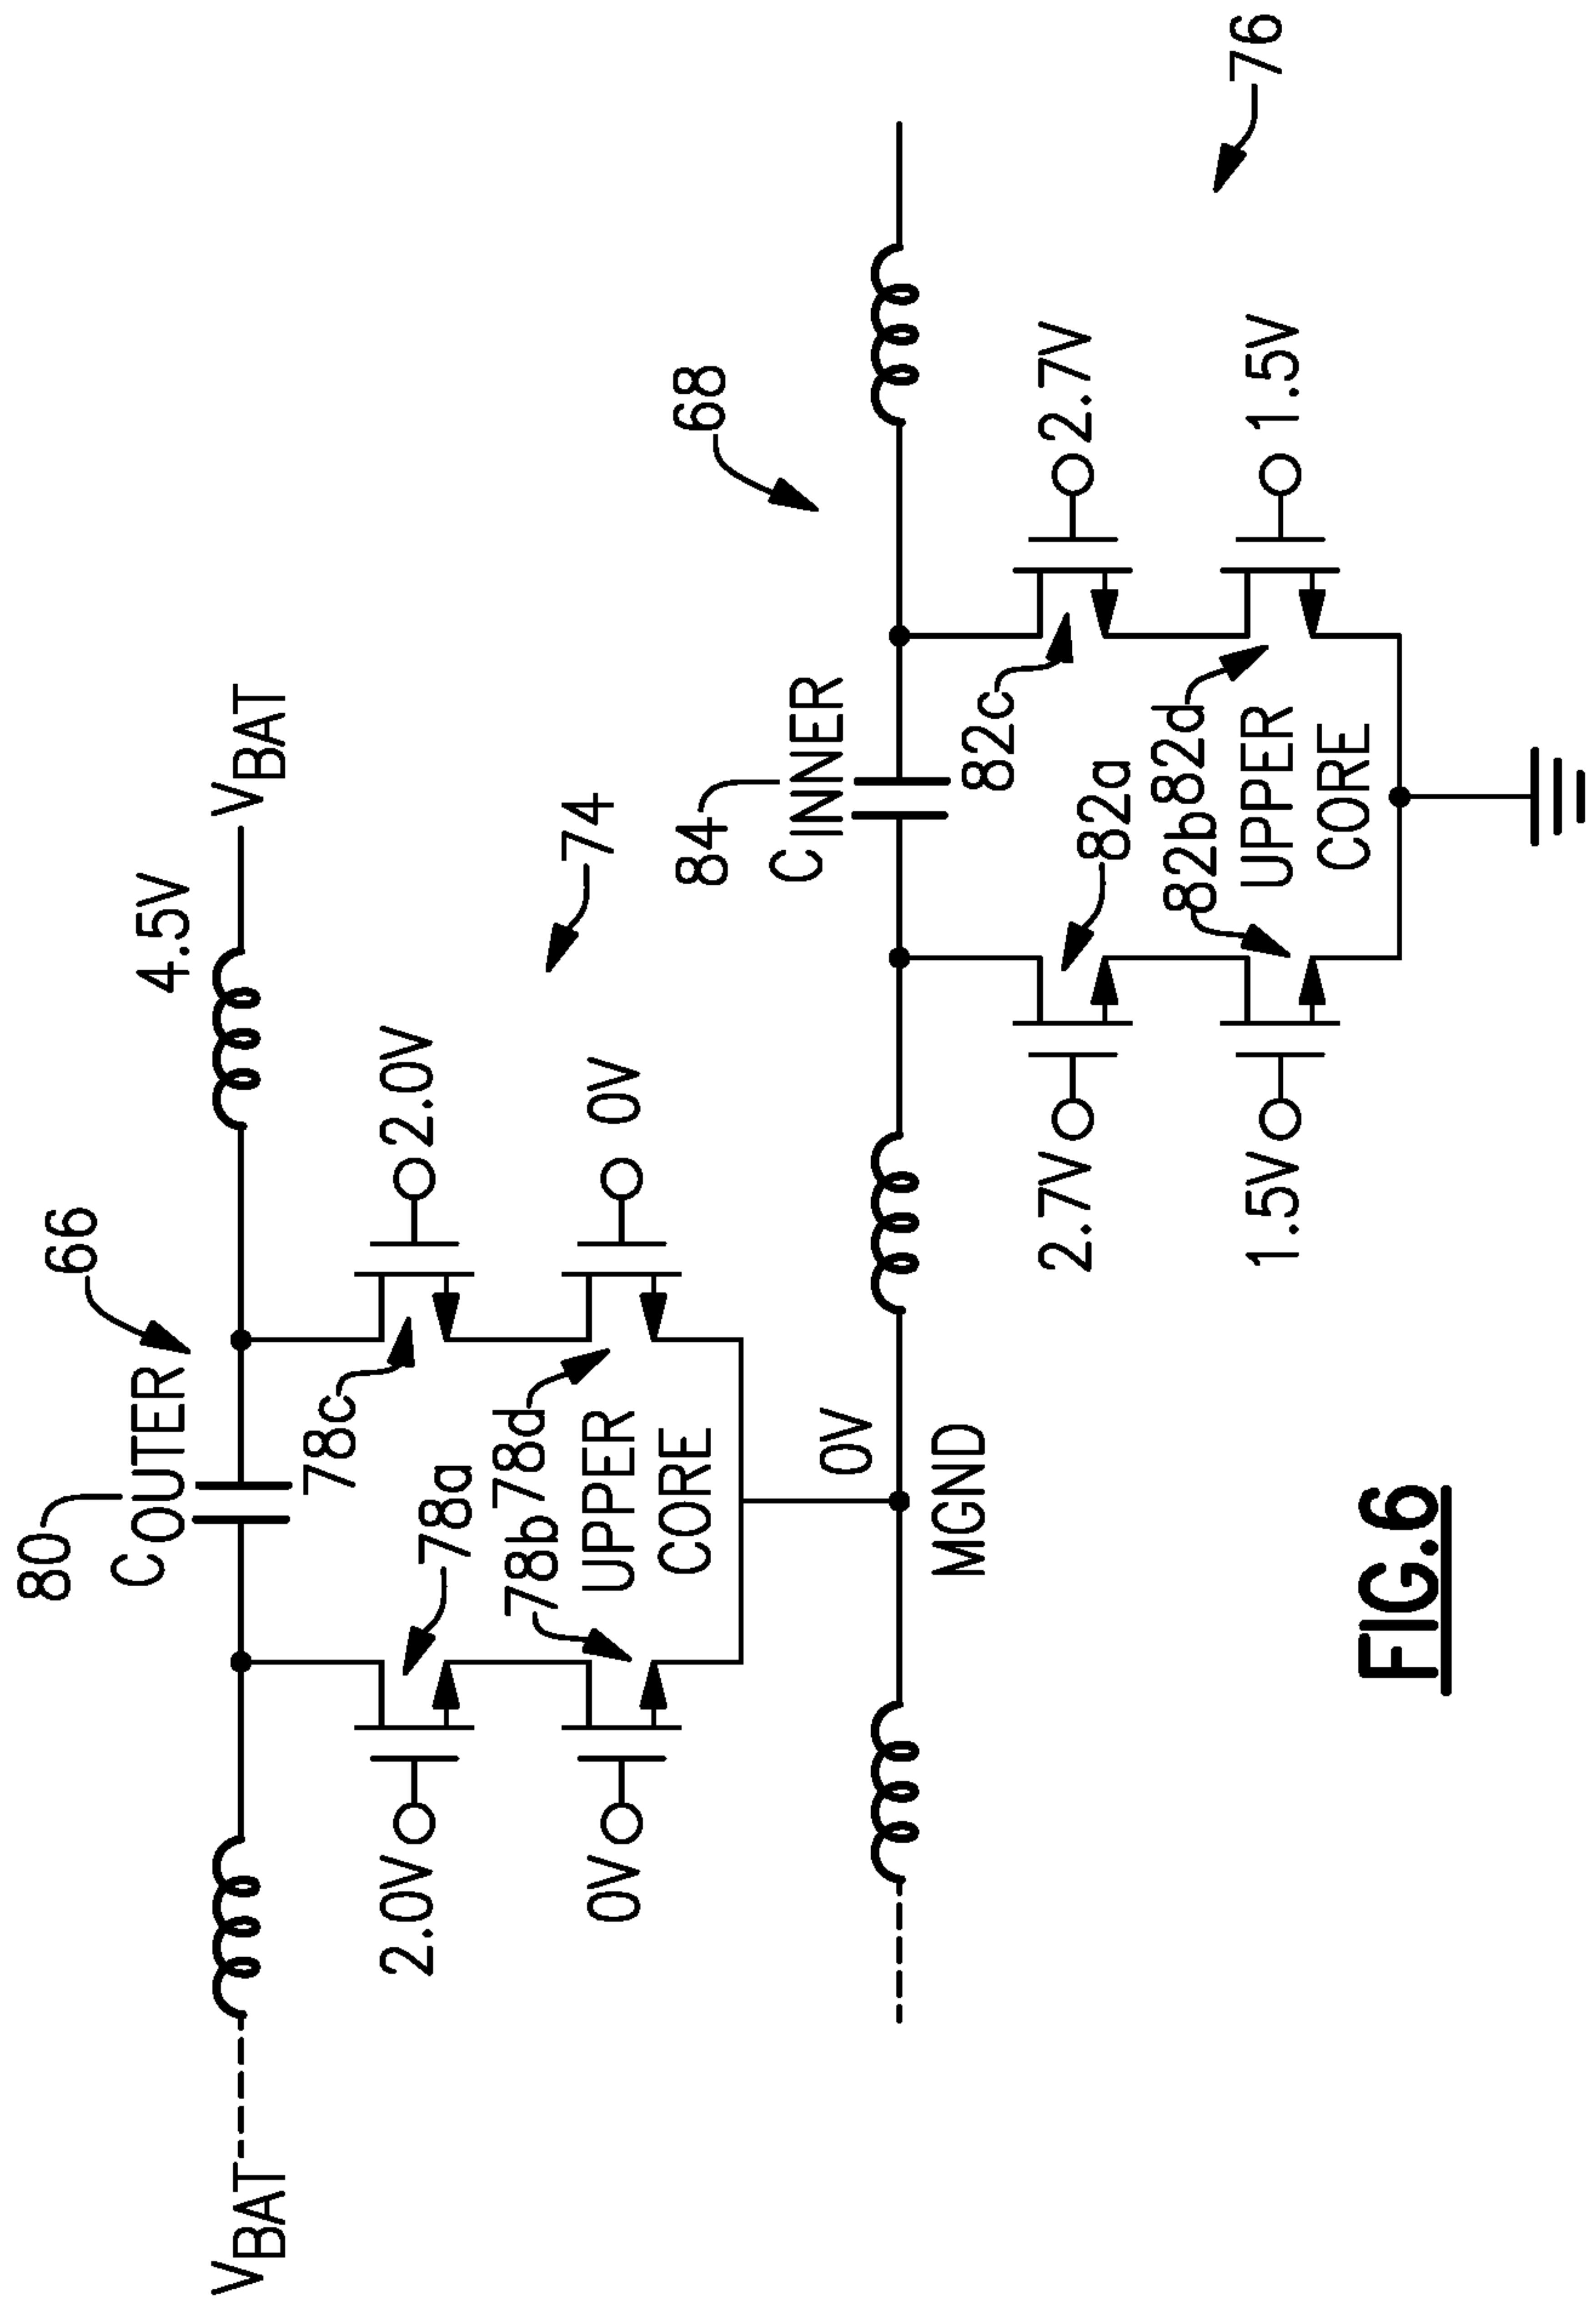 80
C OUTER
66
4.5V
VBAT
VBAT
78c
2.0V
2.0V
78a
74
78b
78d
0V
0V
UPPER
CORE
0V
MGND
84
C INNER
68
82c
2.7V
2.7V
82a
76
82b
82d
1.5V
1.5V
UPPER
CORE
FIG.6